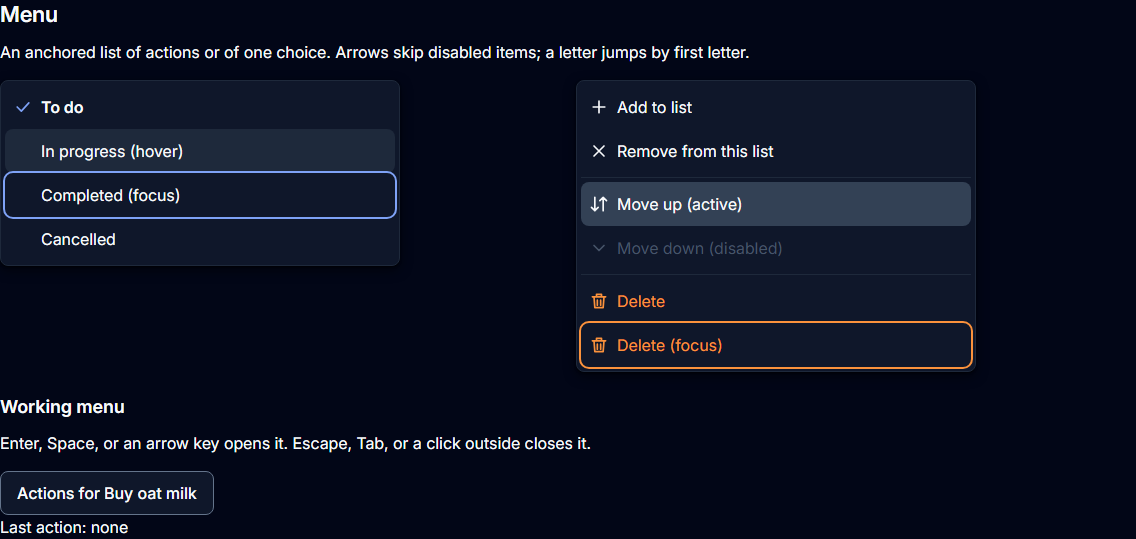 Menu
An anchored list of actions or of one choice. Arrows skip disabled items; a letter jumps by first letter.
To do
In progress (hover)
Completed (focus)
Cancelled
Add to list
Remove from this list
Move up (active)
Move down (disabled)
Delete
Delete (focus)
Working menu
Enter, Space, or an arrow key opens it. Escape, Tab, or a click outside closes it.
Actions for Buy oat milk
Last action: none